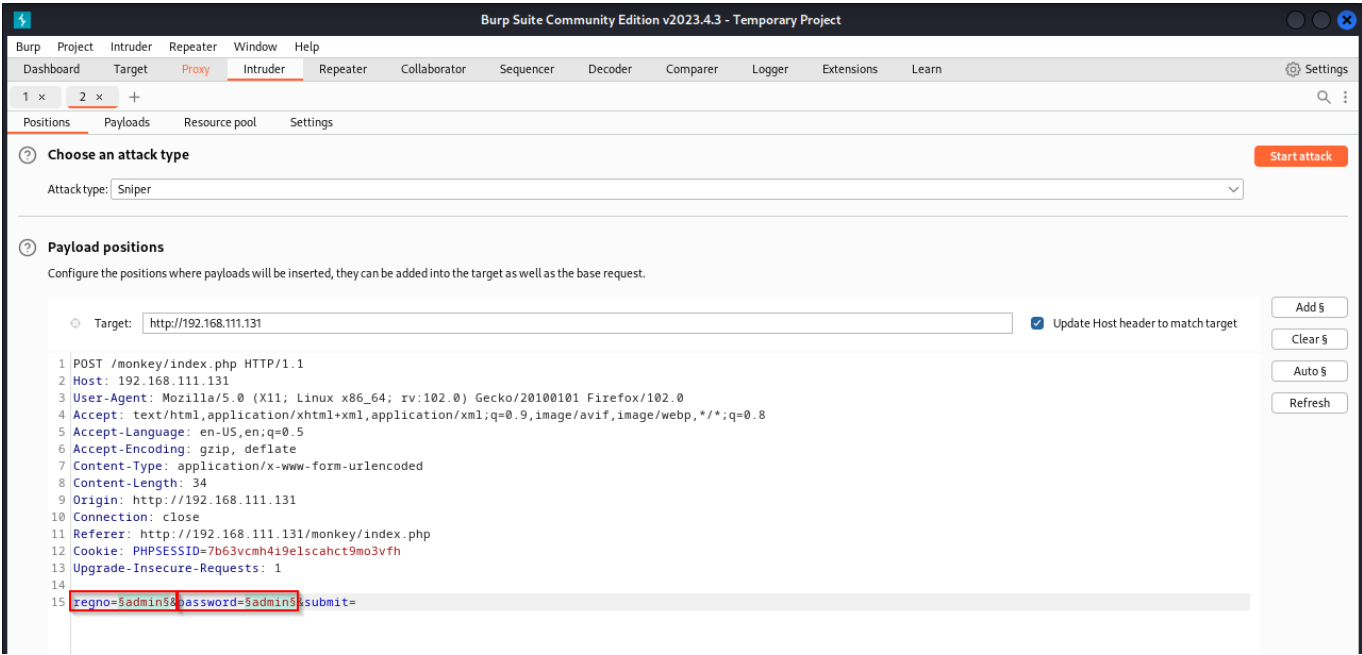 Burp Suite Community Edition v2023.4.3 - Temporary Project
Burp Project Intruder Repeater Window Help
Dashboard Target Proxy Intruder Repeater Collaborator Sequencer Decoder Comparer Logger Extensions Learn Settings
1 × 2 × +
Positions Payloads Resource pool Settings
? Choose an attack type
Start attack
Attack type: Sniper
? Payload positions
Configure the positions where payloads will be inserted, they can be added into the target as well as the base request.
Add §
Target: http://192.168.111.131 Update Host header to match target
Clear §
Auto §
Refresh
1 POST /monkey/index.php HTTP/1.1
2 Host: 192.168.111.131
3 User-Agent: Mozilla/5.0 (X11; Linux x86_64; rv:102.0) Gecko/20100101 Firefox/102.0
4 Accept: text/html,application/xhtml+xml,application/xml;q=0.9,image/avif,image/webp,*/*;q=0.8
5 Accept-Language: en-US,en;q=0.5
6 Accept-Encoding: gzip, deflate
7 Content-Type: application/x-www-form-urlencoded
8 Content-Length: 34
9 Origin: http://192.168.111.131
10 Connection: close
11 Referer: http://192.168.111.131/monkey/index.php
12 Cookie: PHPSESSID=7b63vcmh4i9elscahct9mo3vfh
13 Upgrade-Insecure-Requests: 1
14
15 regno=§admin§&password=§admin§&submit=